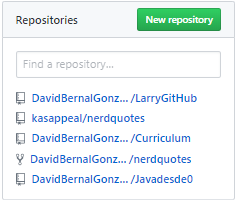 Repositories New repository
Find a repository...
DavidBernalGonz... /LarryGitHub
kasappeal/nerdquotes
DavidBernalGonz... /Curriculum
DavidBernalGonz... /nerdquotes
DavidBernalGonz... /Javadesde0